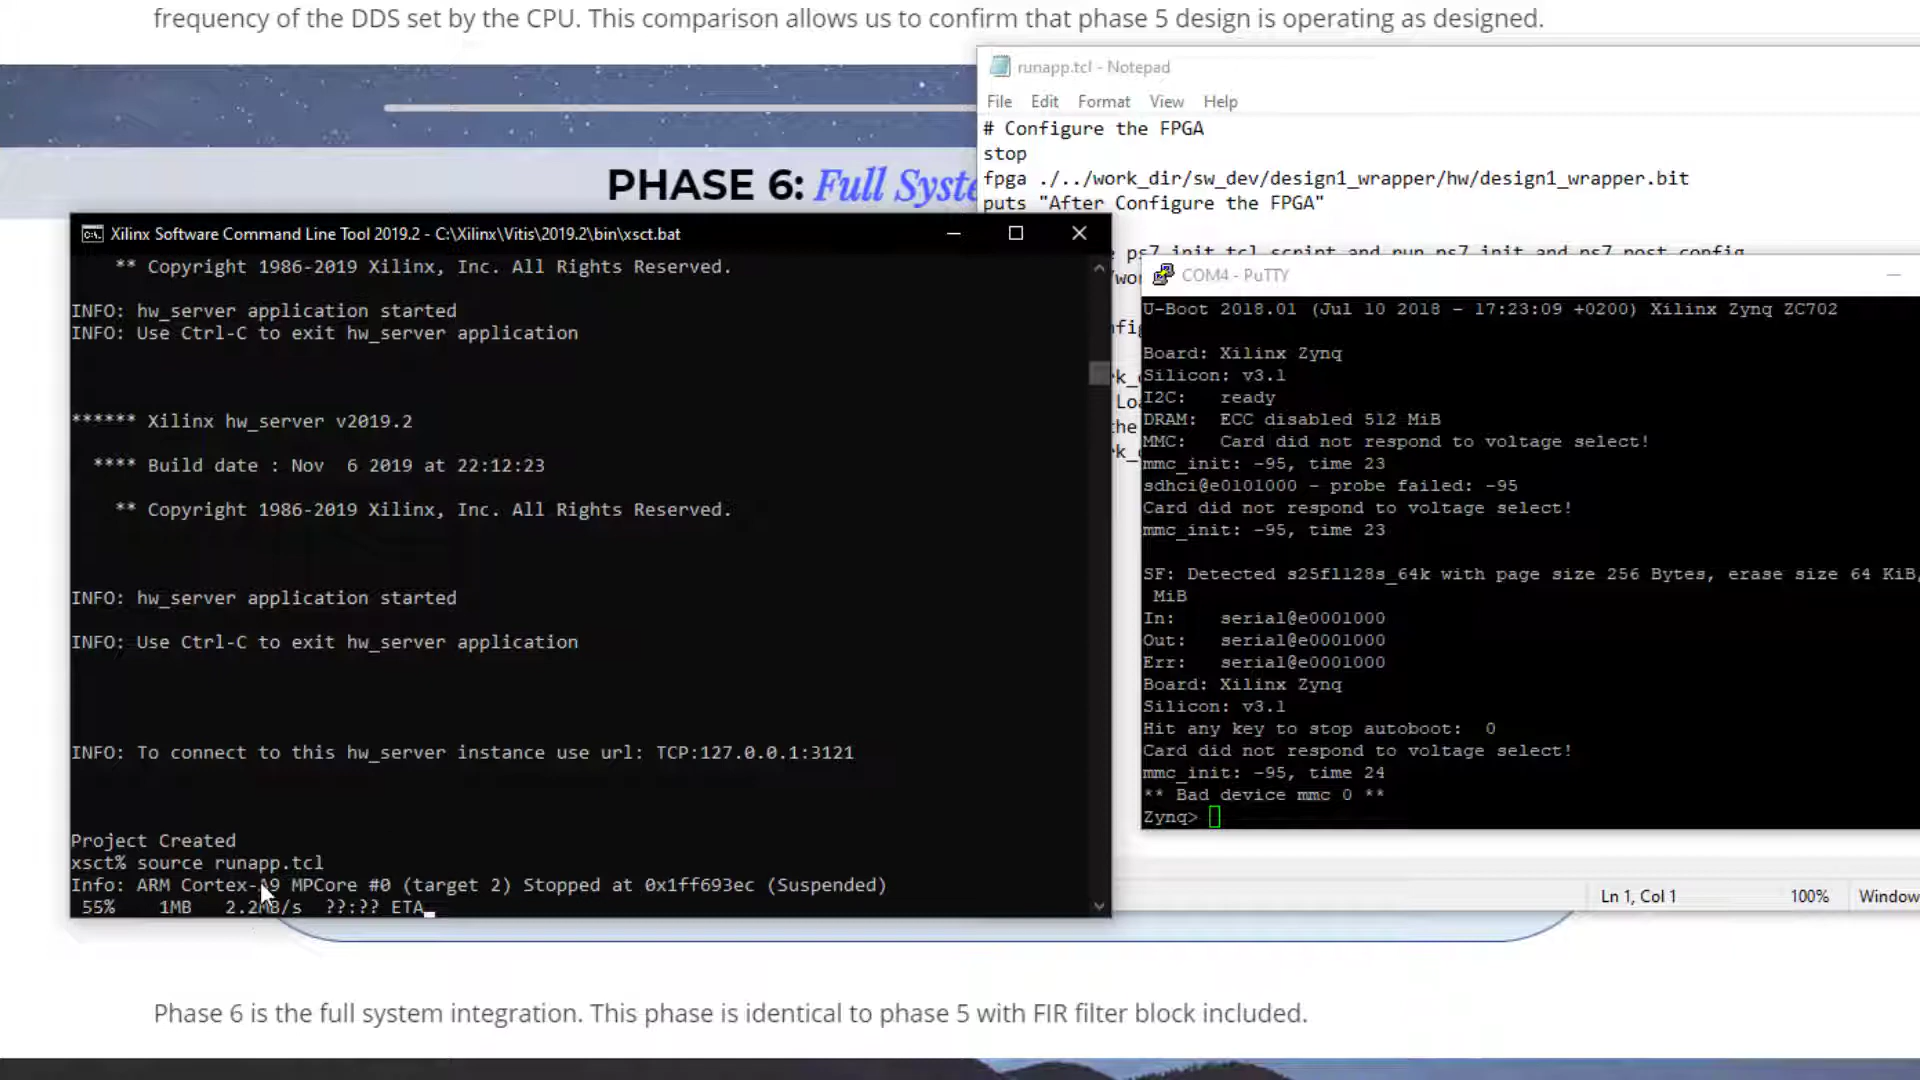 frequency of the DDS set by the CPU. This comparison allows us to confirm that phase 5 design is operating as designed.
PHASE 6: Full Syste
runapp.tcl - Notepad
File Edit Format View Help
# Configure the FPGA
stop
fpga ./../work_dir/sw_dev/design1_wrapper/hw/design1_wrapper.bit
puts "After Configure the FPGA"
ps7_init.tcl script and run ps7_init and ps7_post_config
Xilinx Software Command Line Tool 2019.2 - C:\Xilinx\Vitis\2019.2\bin\xsct.bat
** Copyright 1986-2019 Xilinx, Inc. All Rights Reserved.
INFO: hw_server application started
INFO: Use Ctrl-C to exit hw_server application
****** Xilinx hw_server v2019.2
**** Build date : Nov  6 2019 at 22:12:23
** Copyright 1986-2019 Xilinx, Inc. All Rights Reserved.
INFO: hw_server application started
INFO: Use Ctrl-C to exit hw_server application
INFO: To connect to this hw_server instance use url: TCP:127.0.0.1:3121
Project Created
xsct% source runapp.tcl
Info: ARM Cortex-A9 MPCore #0 (target 2) Stopped at 0x1ff693ec (Suspended)
55%    1MB   2.2MB/s  ??:?? ETA
COM4 - PuTTY
U-Boot 2018.01 (Jul 10 2018 - 17:23:09 +0200) Xilinx Zynq ZC702
Board: Xilinx Zynq
Silicon: v3.1
I2C:   ready
DRAM:  ECC disabled 512 MiB
MMC:   Card did not respond to voltage select!
mmc_init: -95, time 23
sdhci@e0101000 - probe failed: -95
Card did not respond to voltage select!
mmc_init: -95, time 23
SF: Detected s25fl128s_64k with page size 256 Bytes, erase size 64 KiB,
MiB
In:    serial@e0001000
Out:   serial@e0001000
Err:   serial@e0001000
Board: Xilinx Zynq
Silicon: v3.1
Hit any key to stop autoboot:  0
Card did not respond to voltage select!
mmc_init: -95, time 24
** Bad device mmc 0 **
Zynq>
Ln 1, Col 1 100% Window
Phase 6 is the full system integration. This phase is identical to phase 5 with FIR filter block included.